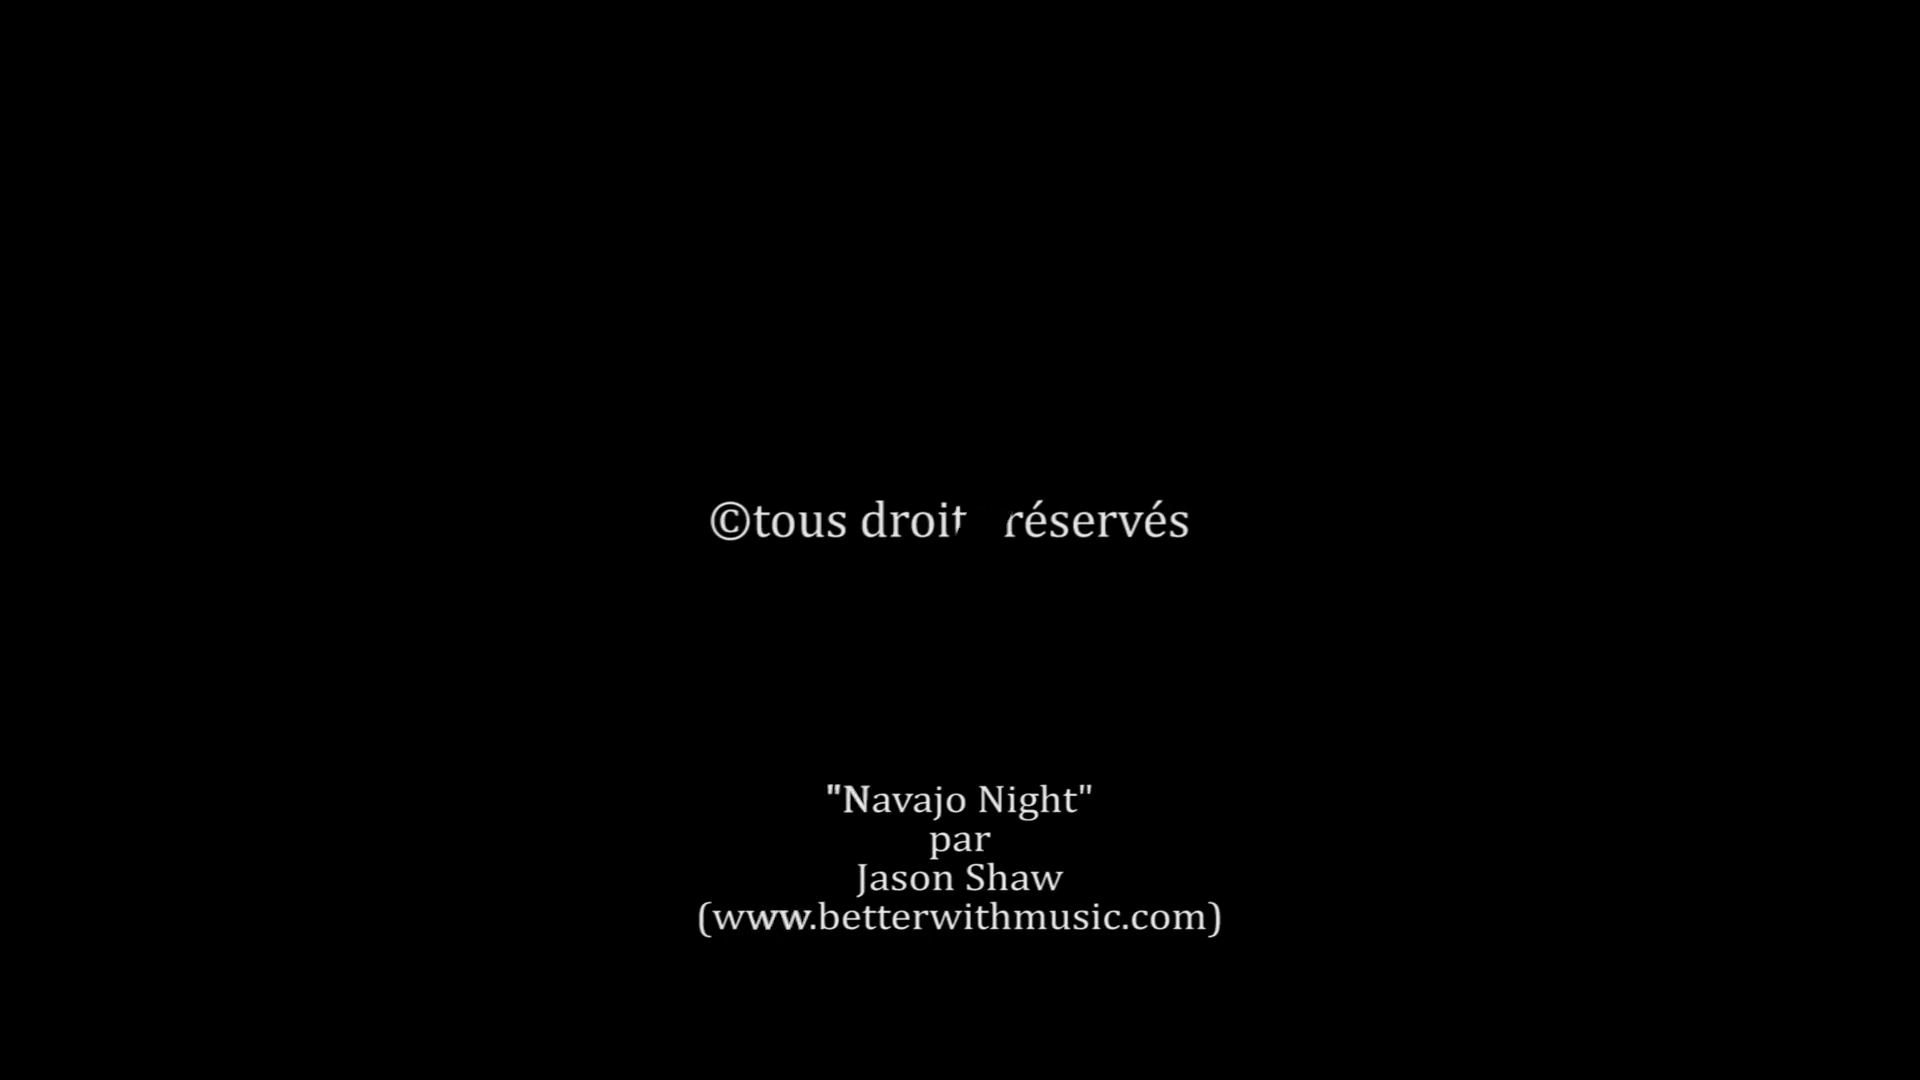 ©tous droit réservés
"Navajo Night"
par
Jason Shaw
(www.betterwithmusic.com)